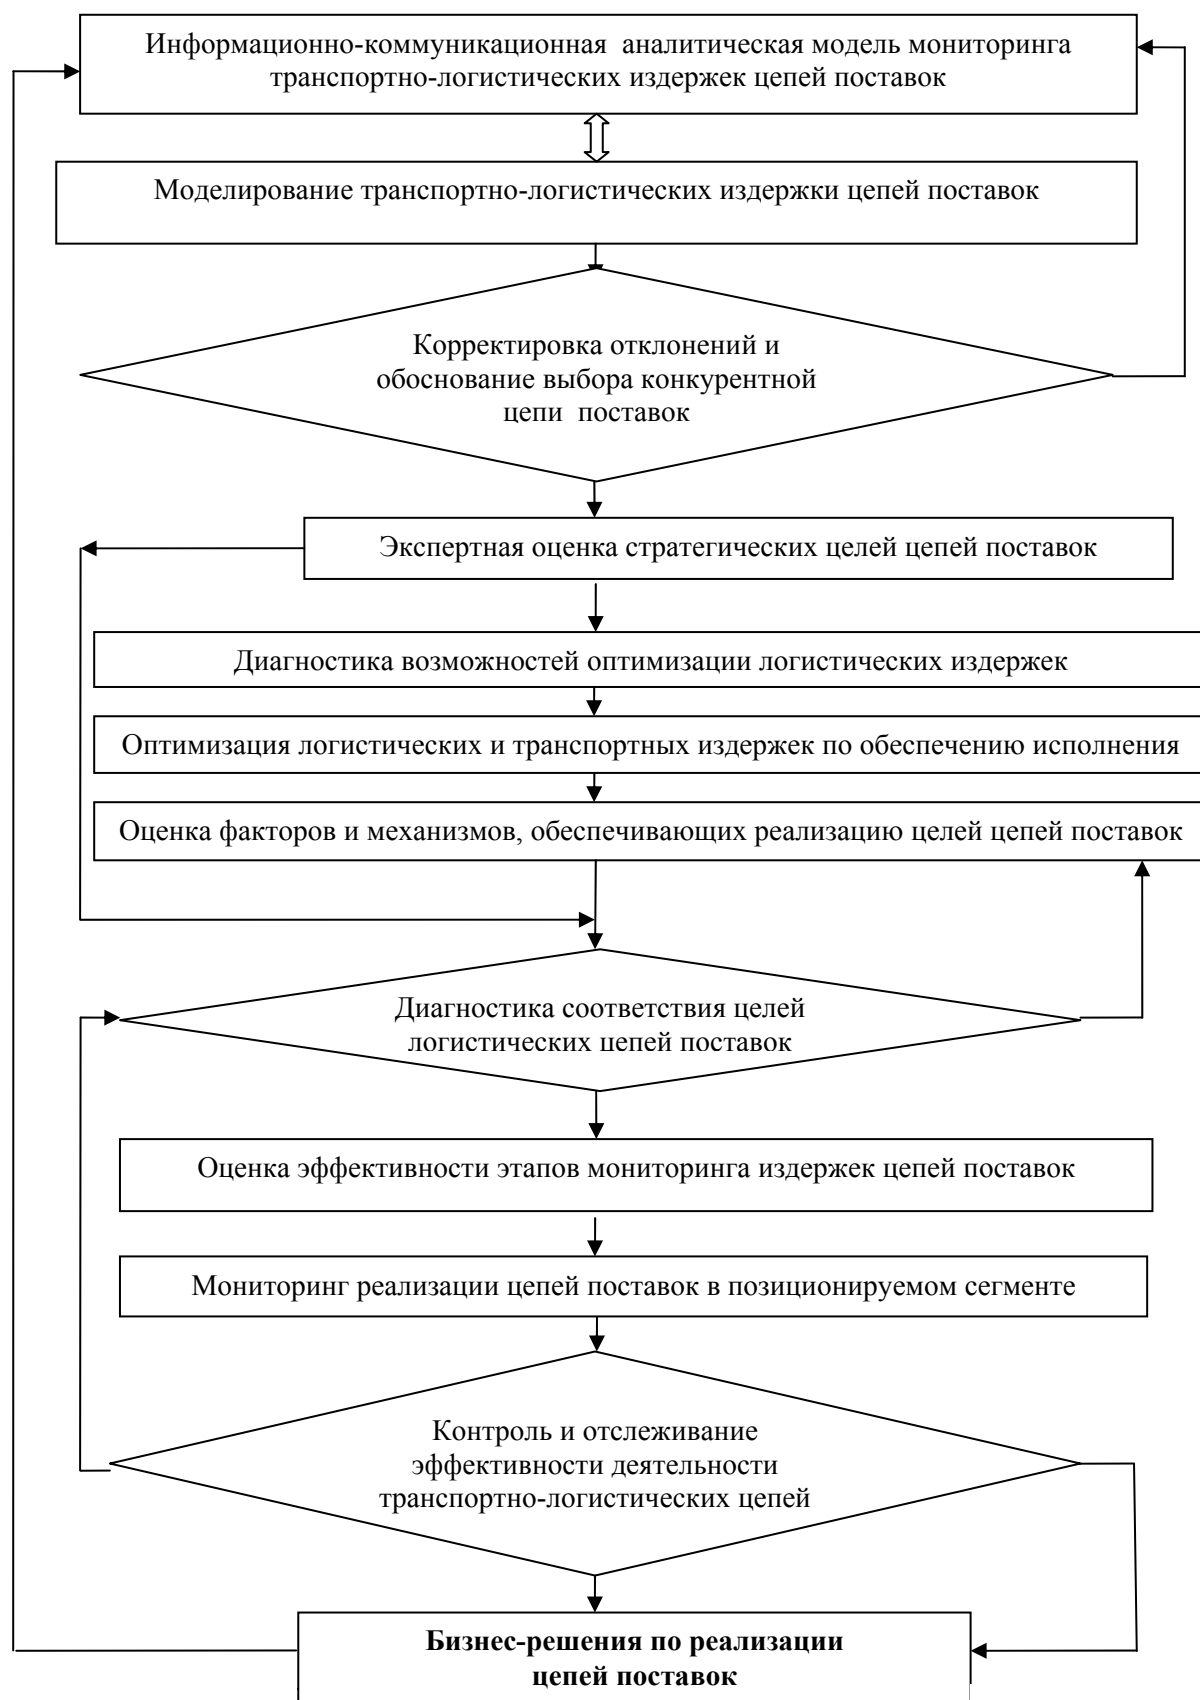 Информационно-коммуникационная аналитическая модель мониторинга
транспортно-логистических издержек цепей поставок
Моделирование транспортно-логистических издержки цепей поставок
Корректировка отклонений и
обоснование выбора конкурентной
цепи поставок
Экспертная оценка стратегических целей цепей поставок
Диагностика возможностей оптимизации логистических издержек
Оптимизация логистических и транспортных издержек по обеспечению исполнения
Оценка факторов и механизмов, обеспечивающих реализацию целей цепей поставок
Диагностика соответствия целей
логистических цепей поставок
Оценка эффективности этапов мониторинга издержек цепей поставок
Мониторинг реализации цепей поставок в позиционируемом сегменте
Контроль и отслеживание
эффективности деятельности
транспортно-логистических цепей
Бизнес-решения по реализации
цепей поставок